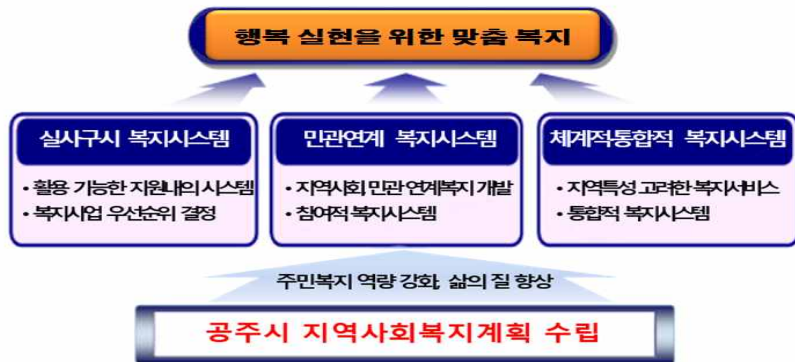 행복 실현을 위한 맞춤 복지
실사구시 복지시스템
• 활용 가능한 지원내의 시스템
• 복지사업 우선순위 결정
민관연계 복지시스템
• 지역사회, 민관 연계복지 개발
• 참여적 복지시스템
체계적통합적 복지시스템
• 지역특성 고려한 복지서비스
• 통합적 복지시스템
주민복지 역량 강화, 삶의 질 향상
공주시 지역사회복지계획 수립